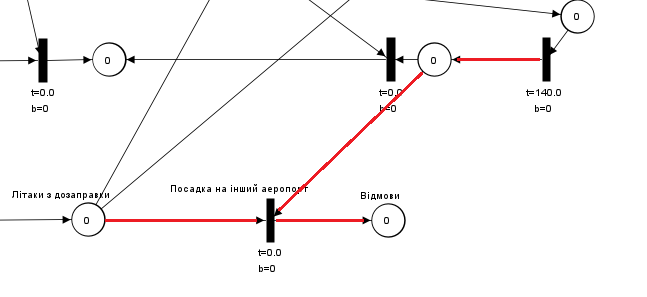 0
0
0
t=0.0
b=0
t=0.0
b=0
t=140.0
b=0
Літаки з дозаправки
Посадка на інший аеропорт
Відмови
0
0
t=0.0
b=0